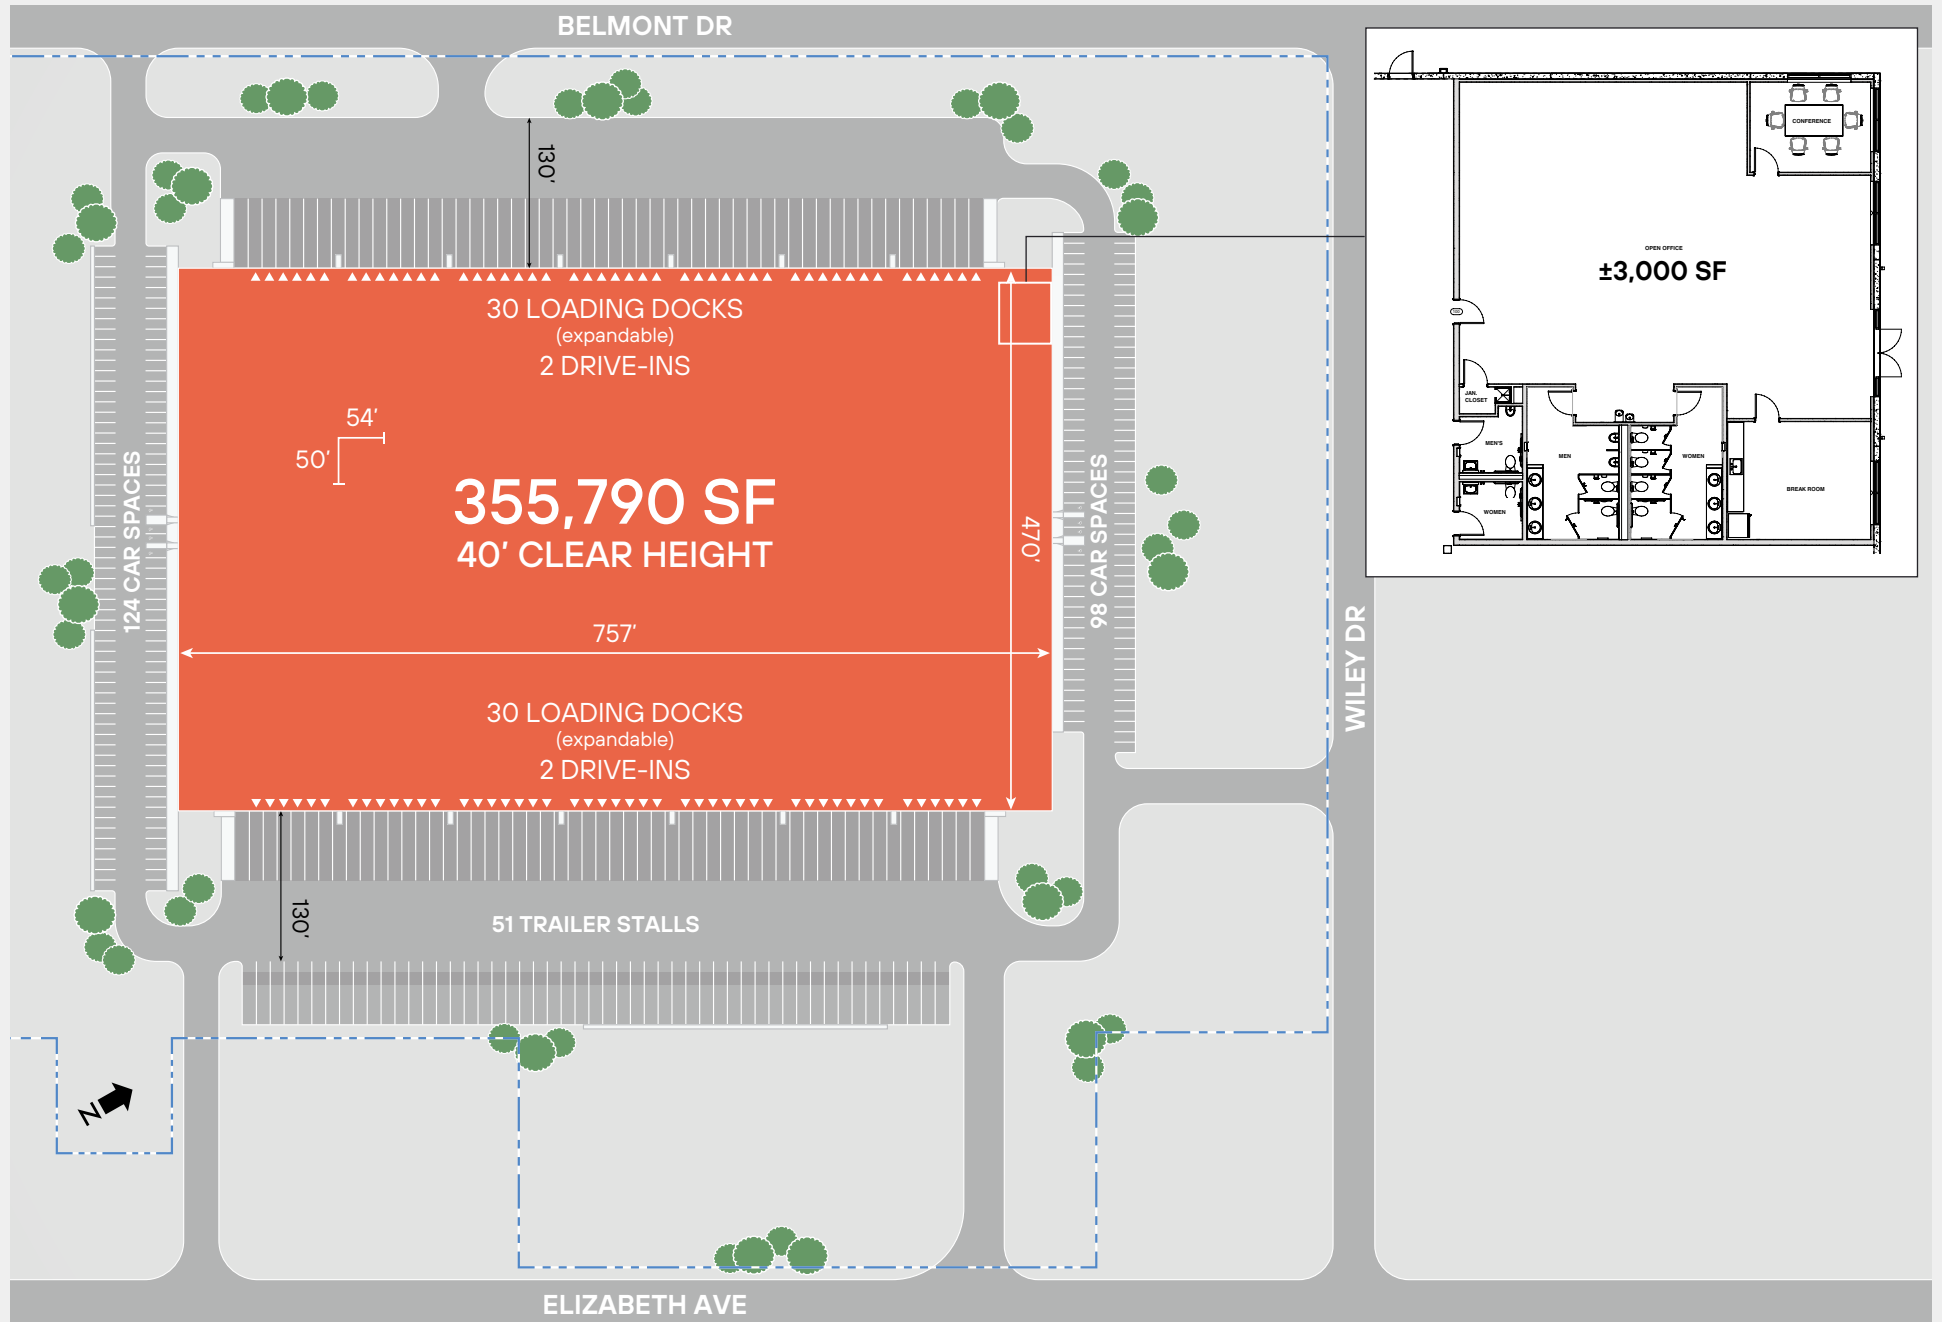 BELMONT DR
130′
30 LOADING DOCKS
(expandable)
2 DRIVE-INS
54′
50′
355,790 SF
40′ CLEAR HEIGHT
470′
757′
30 LOADING DOCKS
(expandable)
2 DRIVE-INS
124 CAR SPACES
98 CAR SPACES
130′
51 TRAILER STALLS
WILEY DR
N
ELIZABETH AVE
CONFERENCE
OPEN OFFICE
±3,000 SF
JAN.
CLOSET
MEN'S
WOMEN
MEN
WOMEN
BREAK ROOM